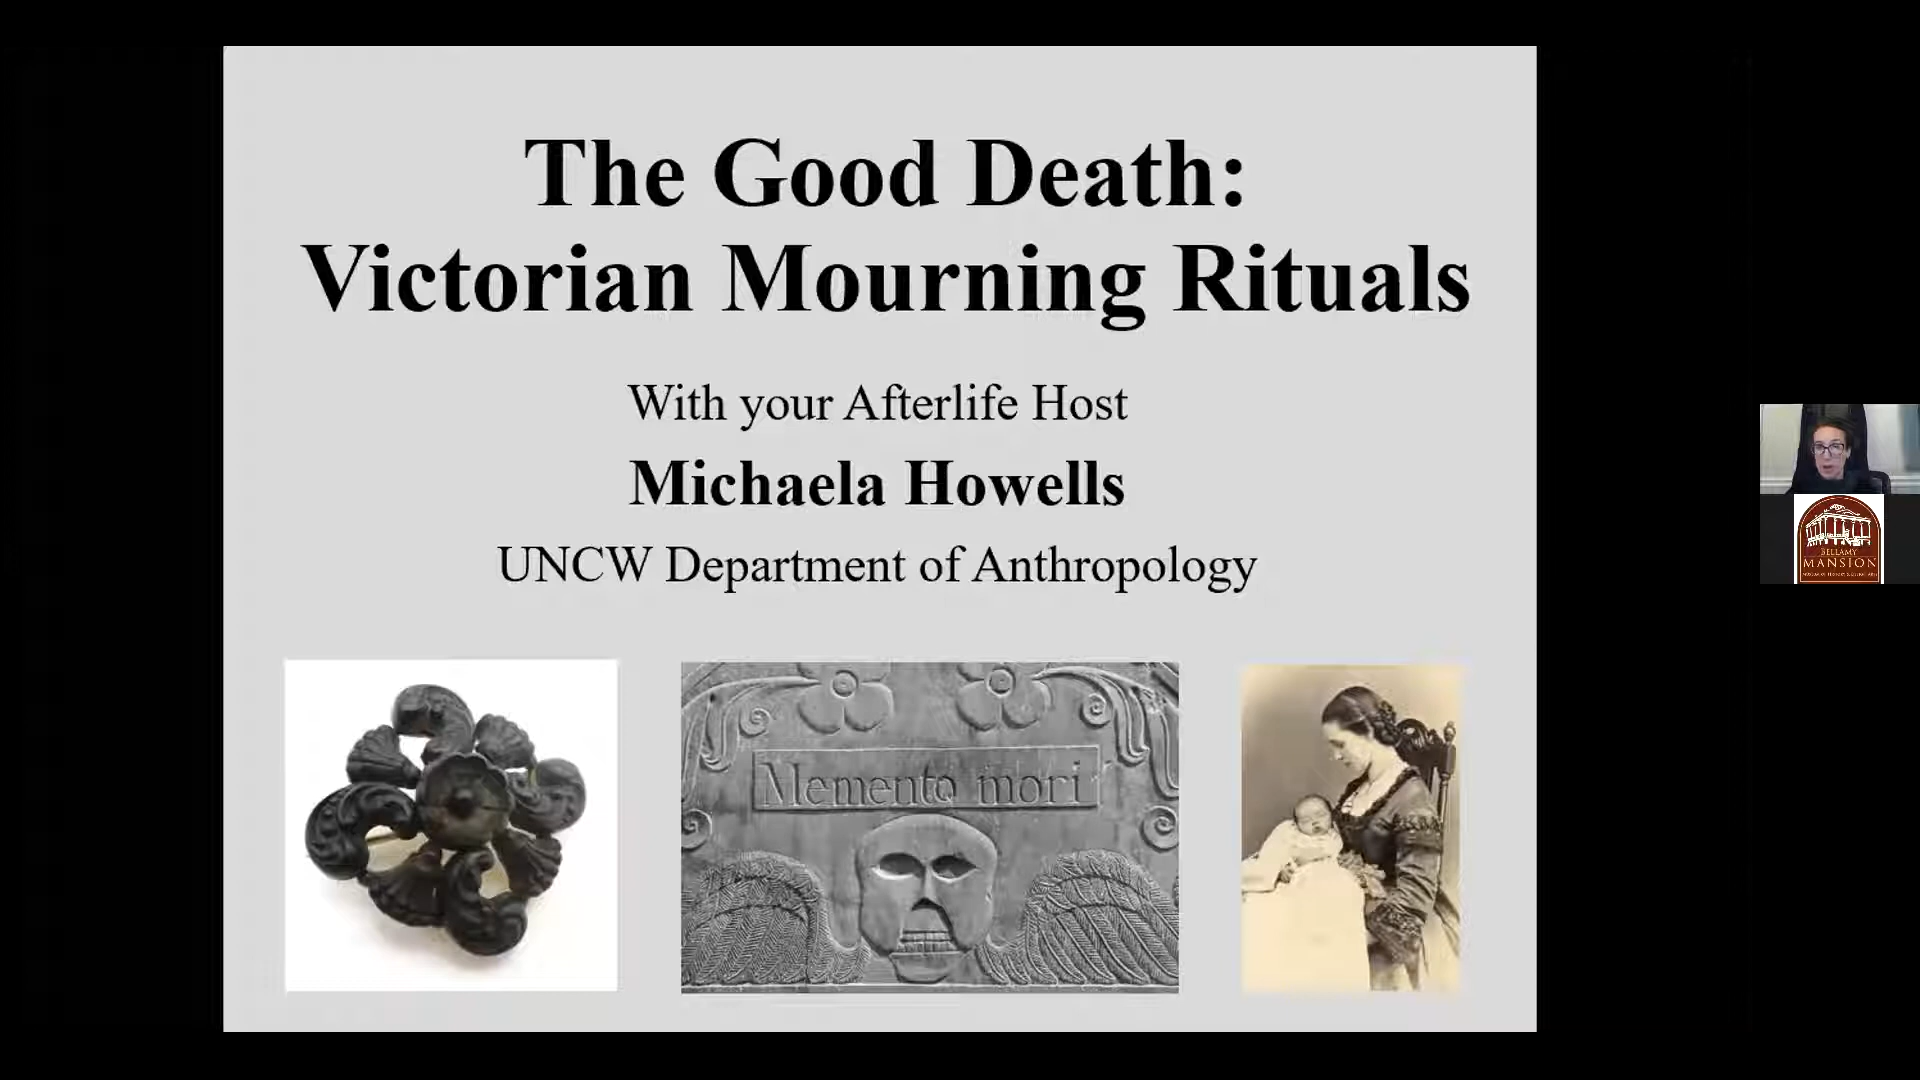 The Good Death:
Victorian Mourning Rituals
With your Afterlife Host
Michaela Howells
UNCW Department of Anthropology
Memento mori
BELLAMY
MANSION